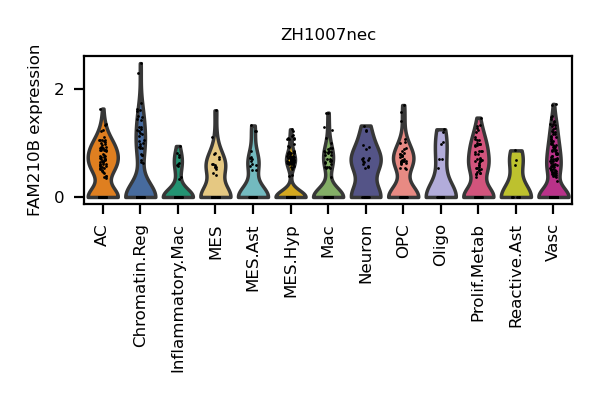 ZH1007nec
FAM210B expression
2
0
AC
Chromatin.Reg
Inflammatory.Mac
MES
MES.Ast
MES.Hyp
Mac
Neuron
OPC
Oligo
Prolif.Metab
Reactive.Ast
Vasc